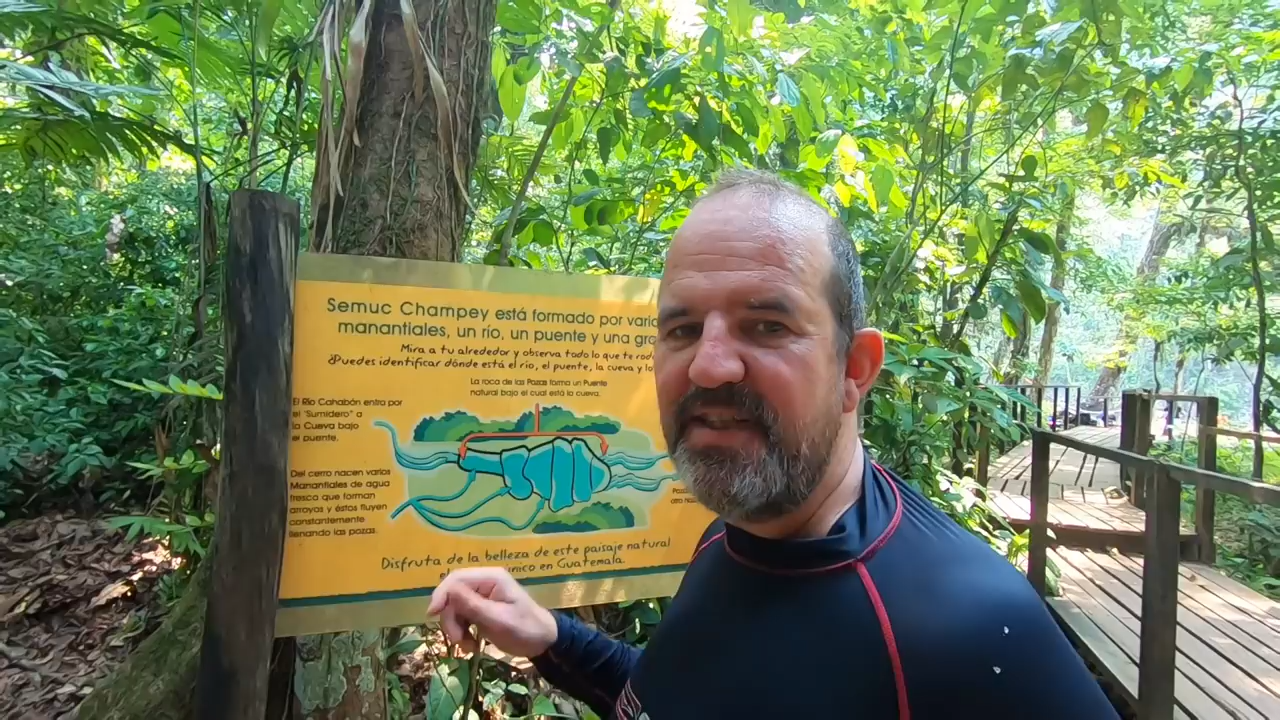 Semuc Champey está formado por vario
manantiales, un río, un puente y una gra
Mira a tu alrededor y observa todo lo que te rod
¿Puedes identificar dónde está el río, el puente, la cueva y lo
La roca de las Pozas forma un Puente
natural bajo el cual está la cueva.
El Río Cahabón entra por
el "Sumidero" a
la Cueva bajo
el puente.
Del cerro nacen varios
Manantiales de agua
fresca que forman
arroyos y éstos fluyen
constantemente
llenando las pozas.
Disfruta de la belleza de este paisaje natural
único en Guatemala.